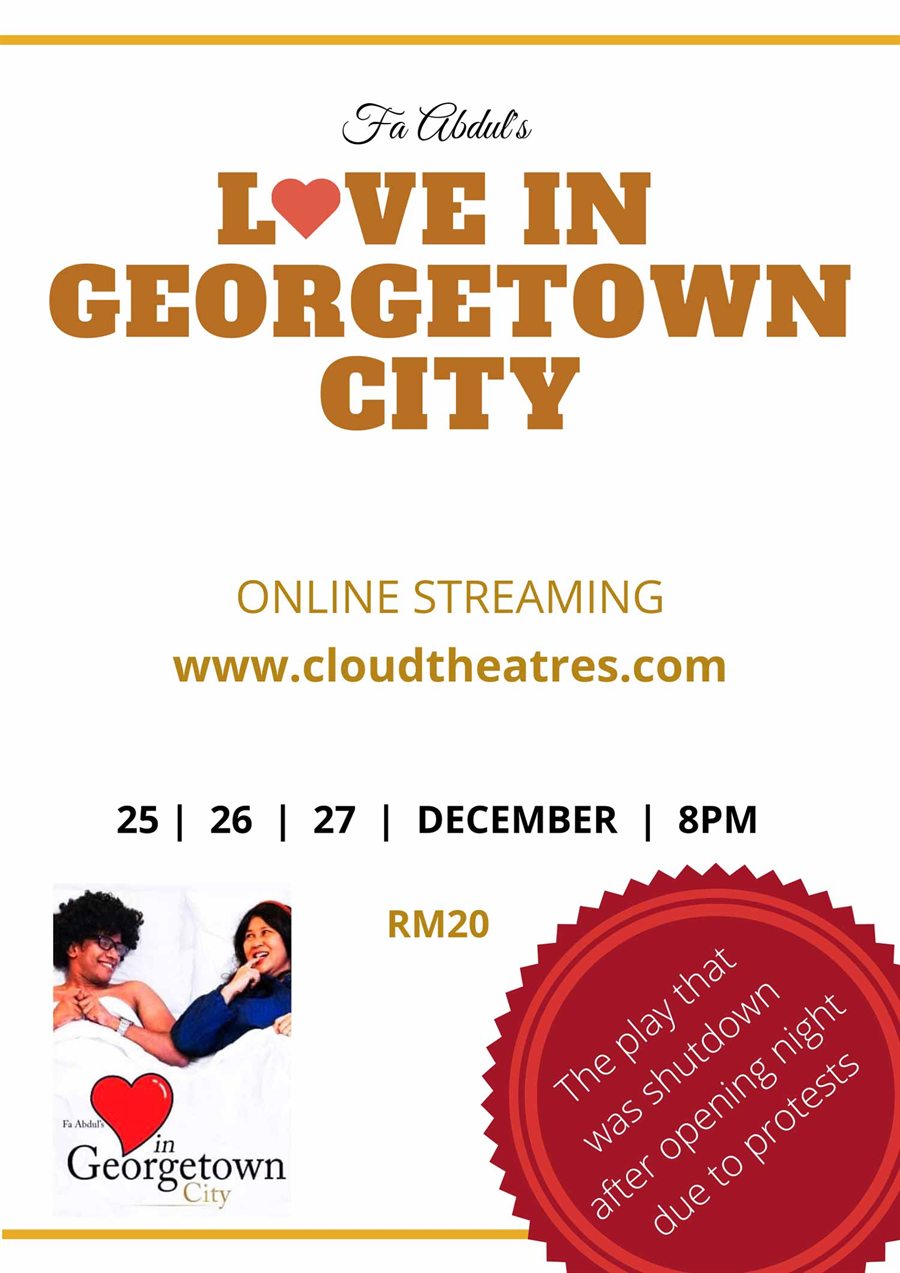 Fa Abdul's
LOVE IN
GEORGETOWN
CITY
ONLINE STREAMING
www.cloudtheatres.com
25 | 26 | 27 | DECEMBER | 8PM
RM20
The play that
was shutdown
after opening night
due to protests
Fa Abdul's
in
Georgetown
City